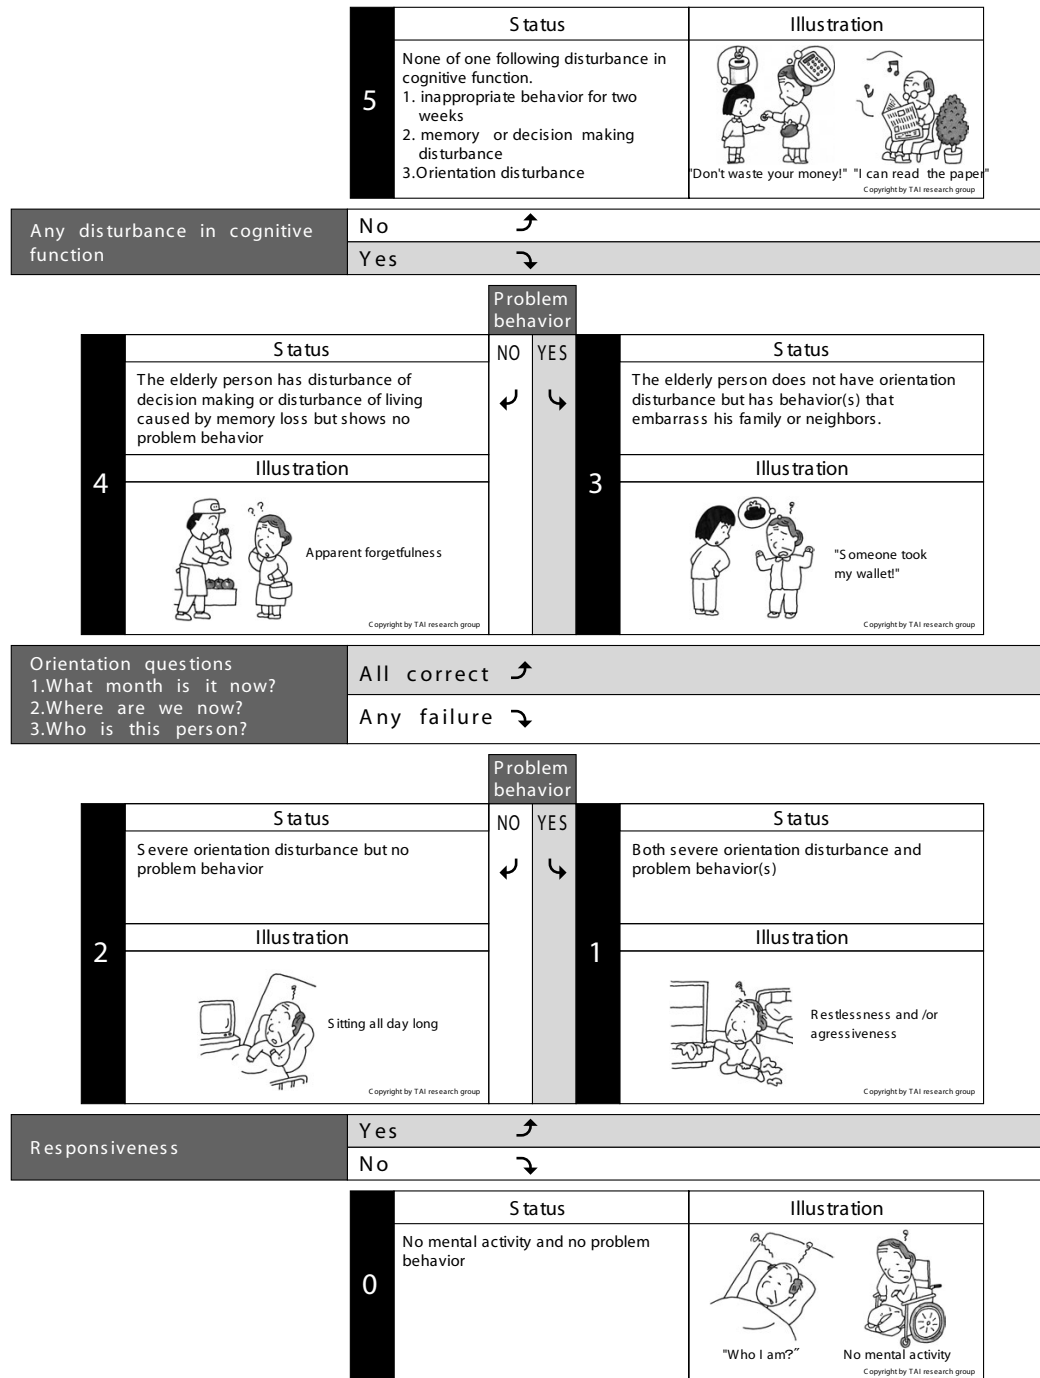 Status
Illustration
5
None of one following disturbance in
cognitive function.
1. inappropriate behavior for two
weeks
2. memory or decision making
disturbance
3.Orientation disturbance
"Don't waste your money!" "I can read the paper"
Copyright by TAI research group
Any disturbance in cognitive
function
No
Yes
Problem
behavior
NO YES
4
Status
The elderly person has disturbance of
decision making or disturbance of living
caused by memory loss but shows no
problem behavior
Illustration
??
Apparent forgetfulness
Copyright by TAI research group
3
Status
The elderly person does not have orientation
disturbance but has behavior(s) that
embarrass his family or neighbors.
Illustration
"Someone took
my wallet!"
Copyright by TAI research group
Orientation questions
1.What month is it now?
2.Where are we now?
3.Who is this person?
All correct
Any failure
Problem
behavior
NO YES
2
Status
Severe orientation disturbance but no
problem behavior
Illustration
Sitting all day long
Copyright by TAI research group
1
Status
Both severe orientation disturbance and
problem behavior(s)
Illustration
Restlessness and /or
agressiveness
Copyright by TAI research group
Responsiveness
Yes
No
0
Status
Illustration
No mental activity and no problem
behavior
"Who I am?"
No mental activity
Copyright by TAI research group